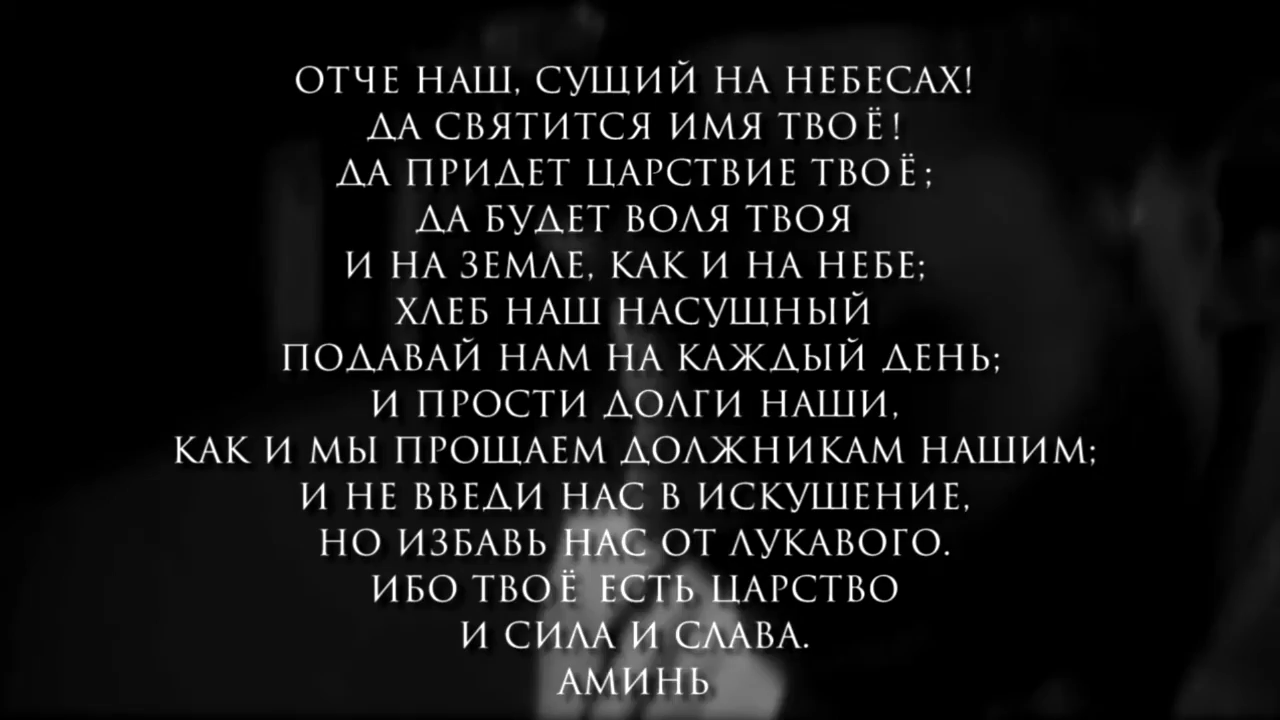 ОТЧЕ НАШ, СУЩИЙ НА НЕБЕСАХ!
ДА СВЯТИТСЯ ИМЯ ТВОЁ!
ДА ПРИДЕТ ЦАРСТВИЕ ТВОЁ;
ДА БУДЕТ ВОЛЯ ТВОЯ
И НА ЗЕМЛЕ, КАК И НА НЕБЕ;
ХЛЕБ НАШ НАСУЩНЫЙ
ПОДАВАЙ НАМ НА КАЖДЫЙ ДЕНЬ;
И ПРОСТИ ДОЛГИ НАШИ,
КАК И МЫ ПРОЩАЕМ ДОЛЖНИКАМ НАШИМ;
И НЕ ВВЕДИ НАС В ИСКУШЕНИЕ,
НО ИЗБАВЬ НАС ОТ ЛУКАВОГО.
ИБО ТВОЁ ЕСТЬ ЦАРСТВО
И СИЛА И СЛАВА.
АМИНЬ